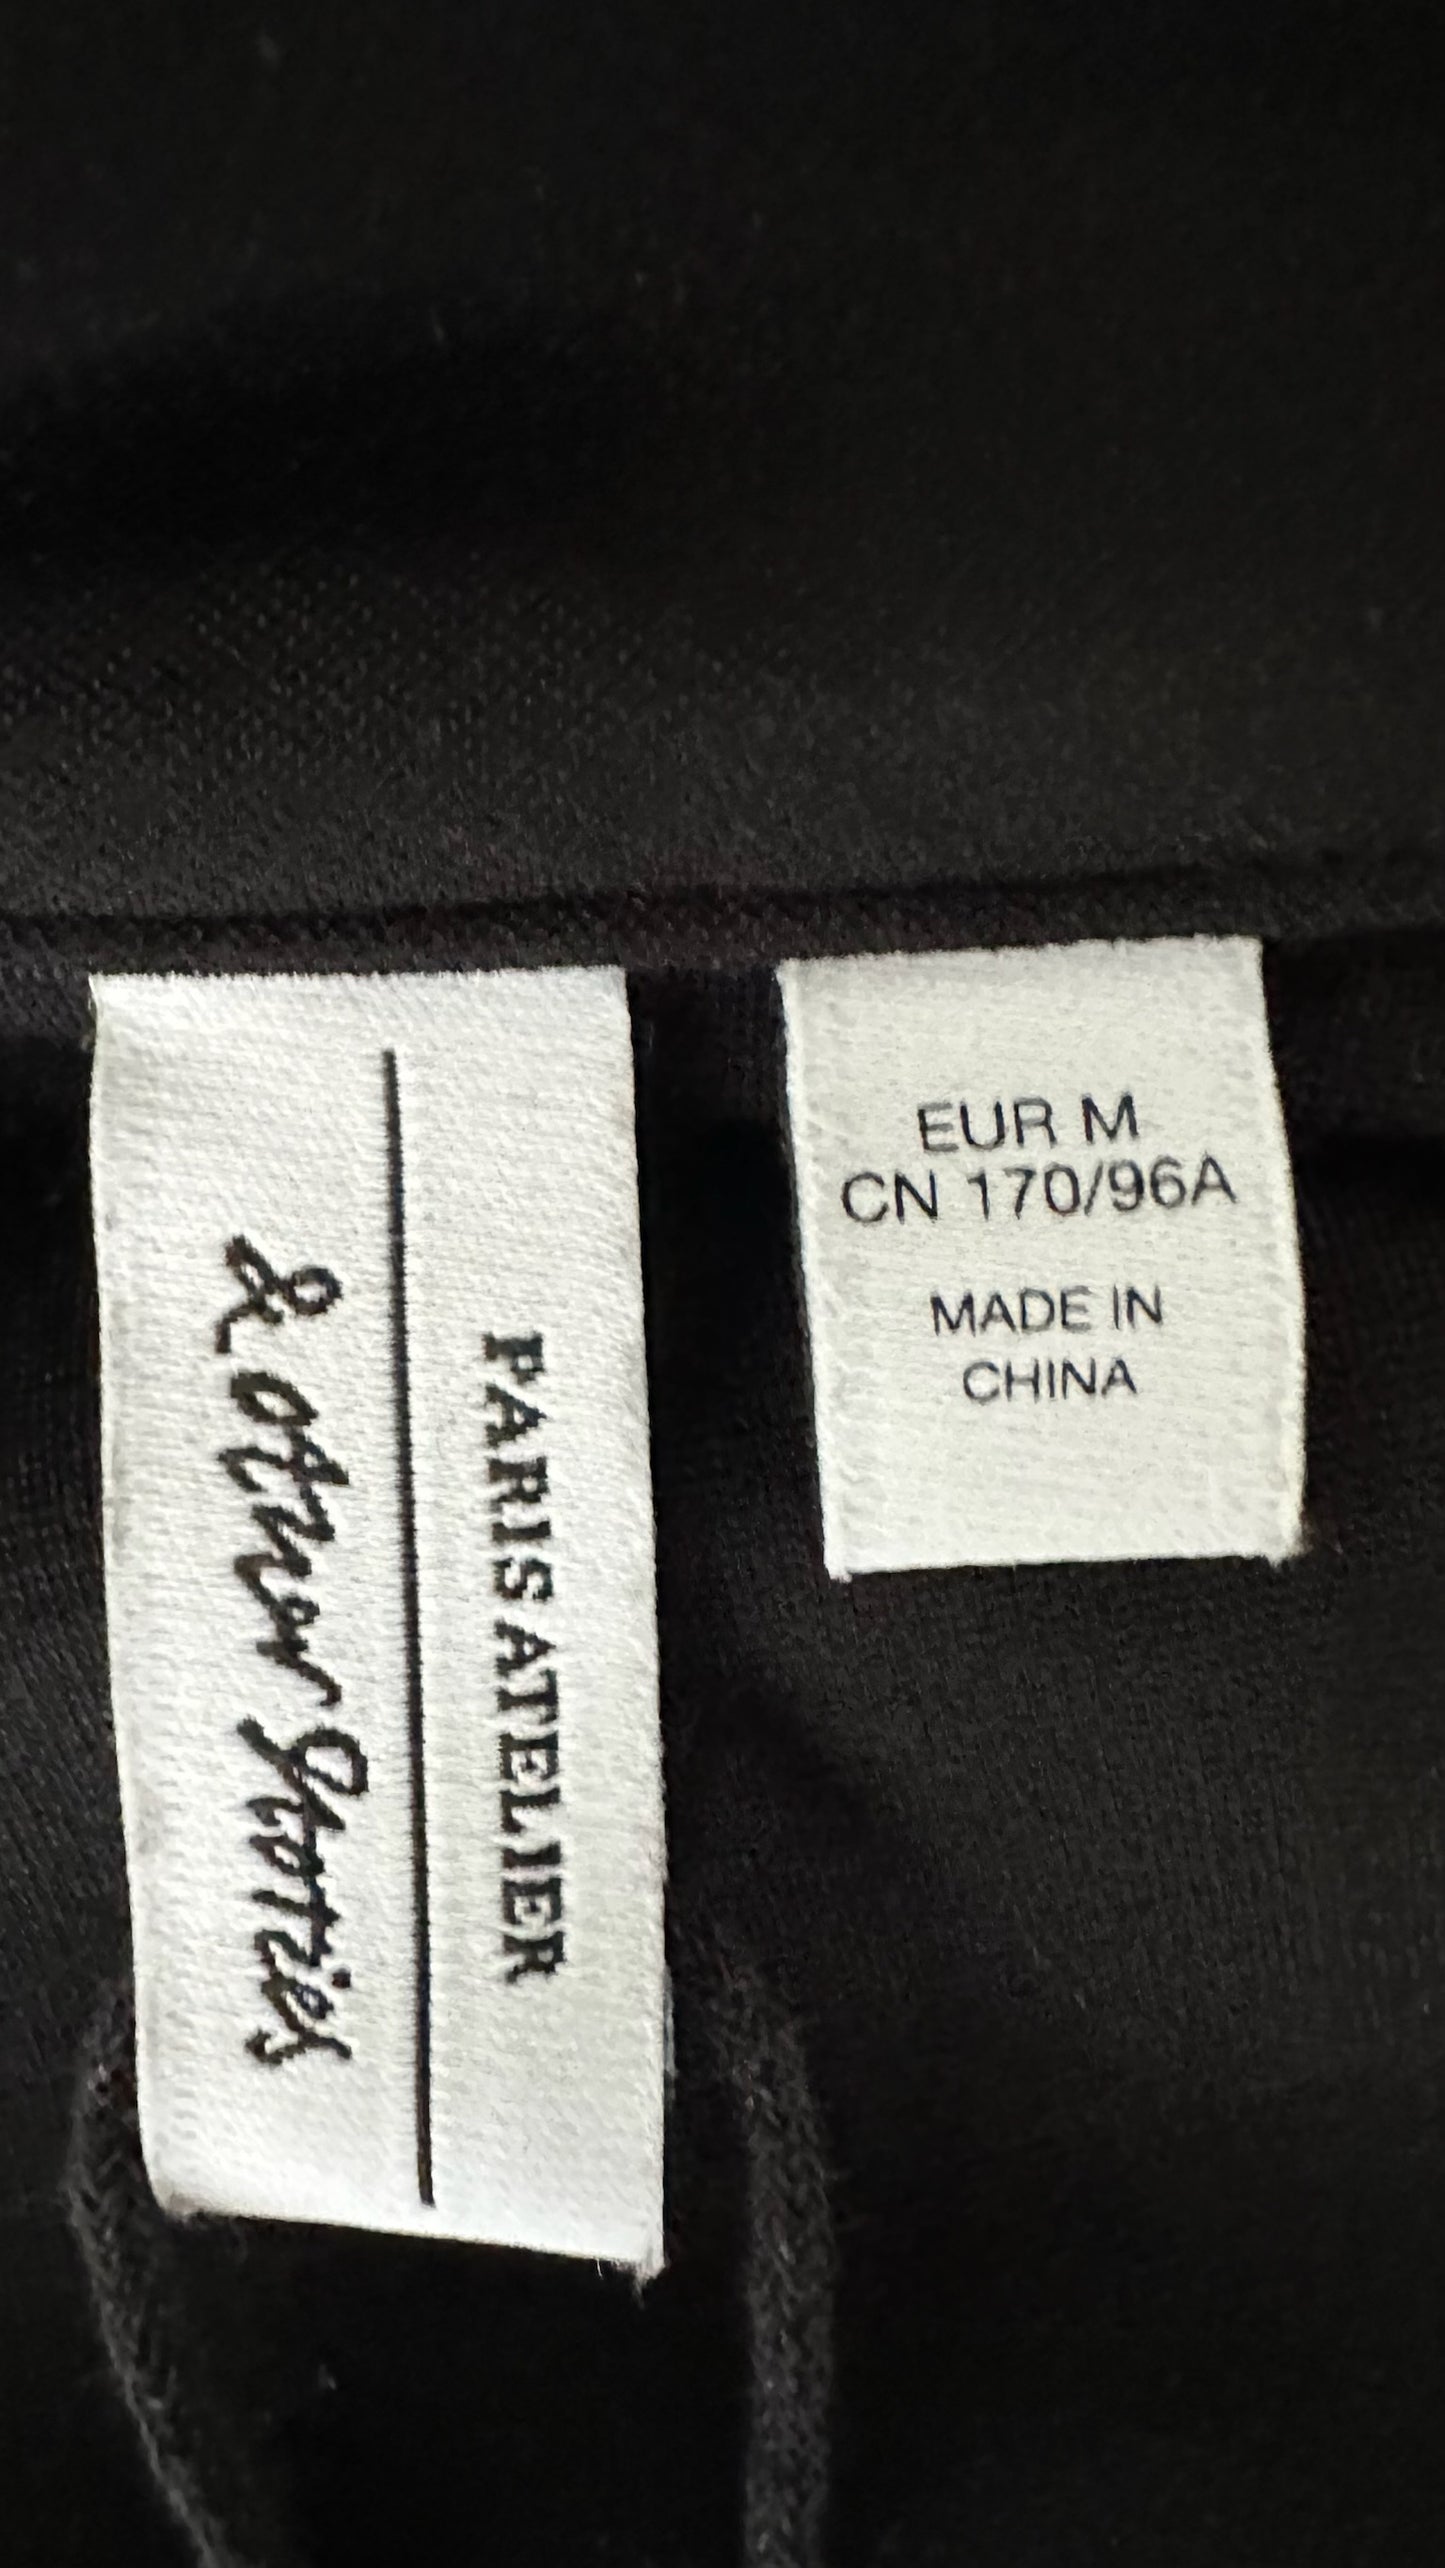 & other Stories
PARIS ATELIER
EUR M
CN 170/96A
MADE IN
CHINA